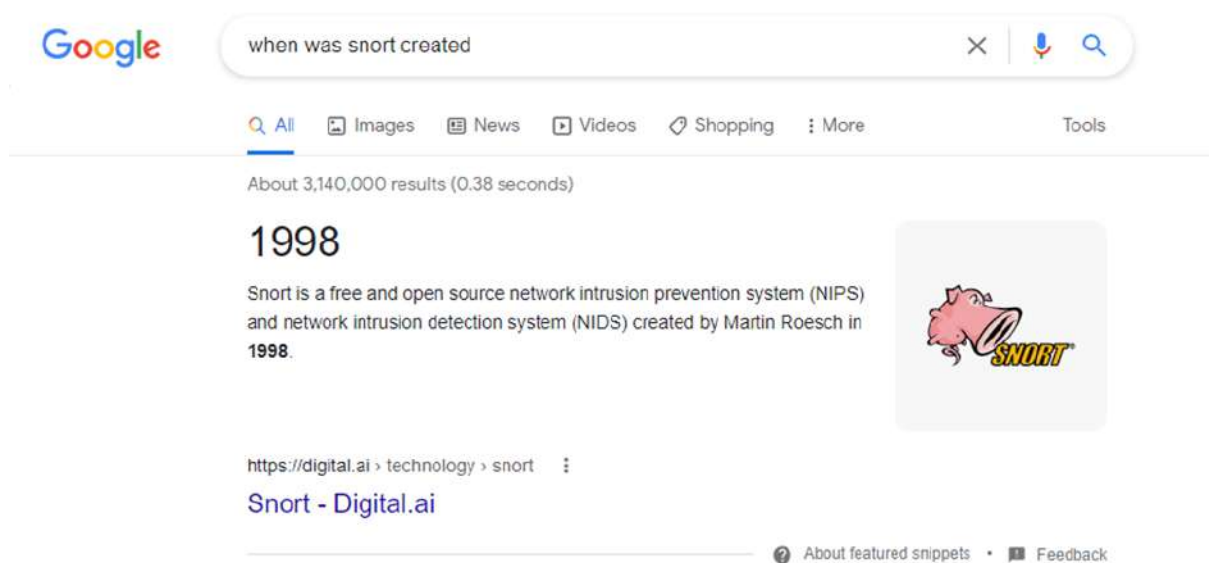 Google
when was snort created
All Images News Videos Shopping More Tools
About 3,140,000 results (0.38 seconds)
1998
Snort is a free and open source network intrusion prevention system (NIPS)
and network intrusion detection system (NIDS) created by Martin Roesch in
1998.
SNORT
https://digital.ai › technology › snort
Snort - Digital.ai
About featured snippets • Feedback